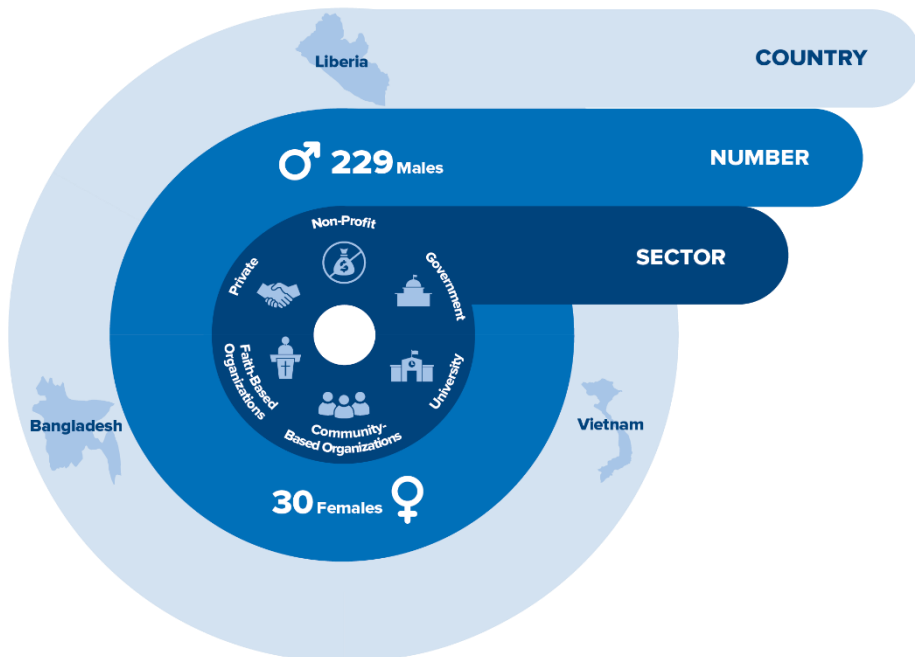 COUNTRY
Liberia
NUMBER
229 Males
SECTOR
Non-Profit
Private
Government
Faith-Based
Organizations
University
Community-
Based Organizations
Bangladesh
Vietnam
30 Females